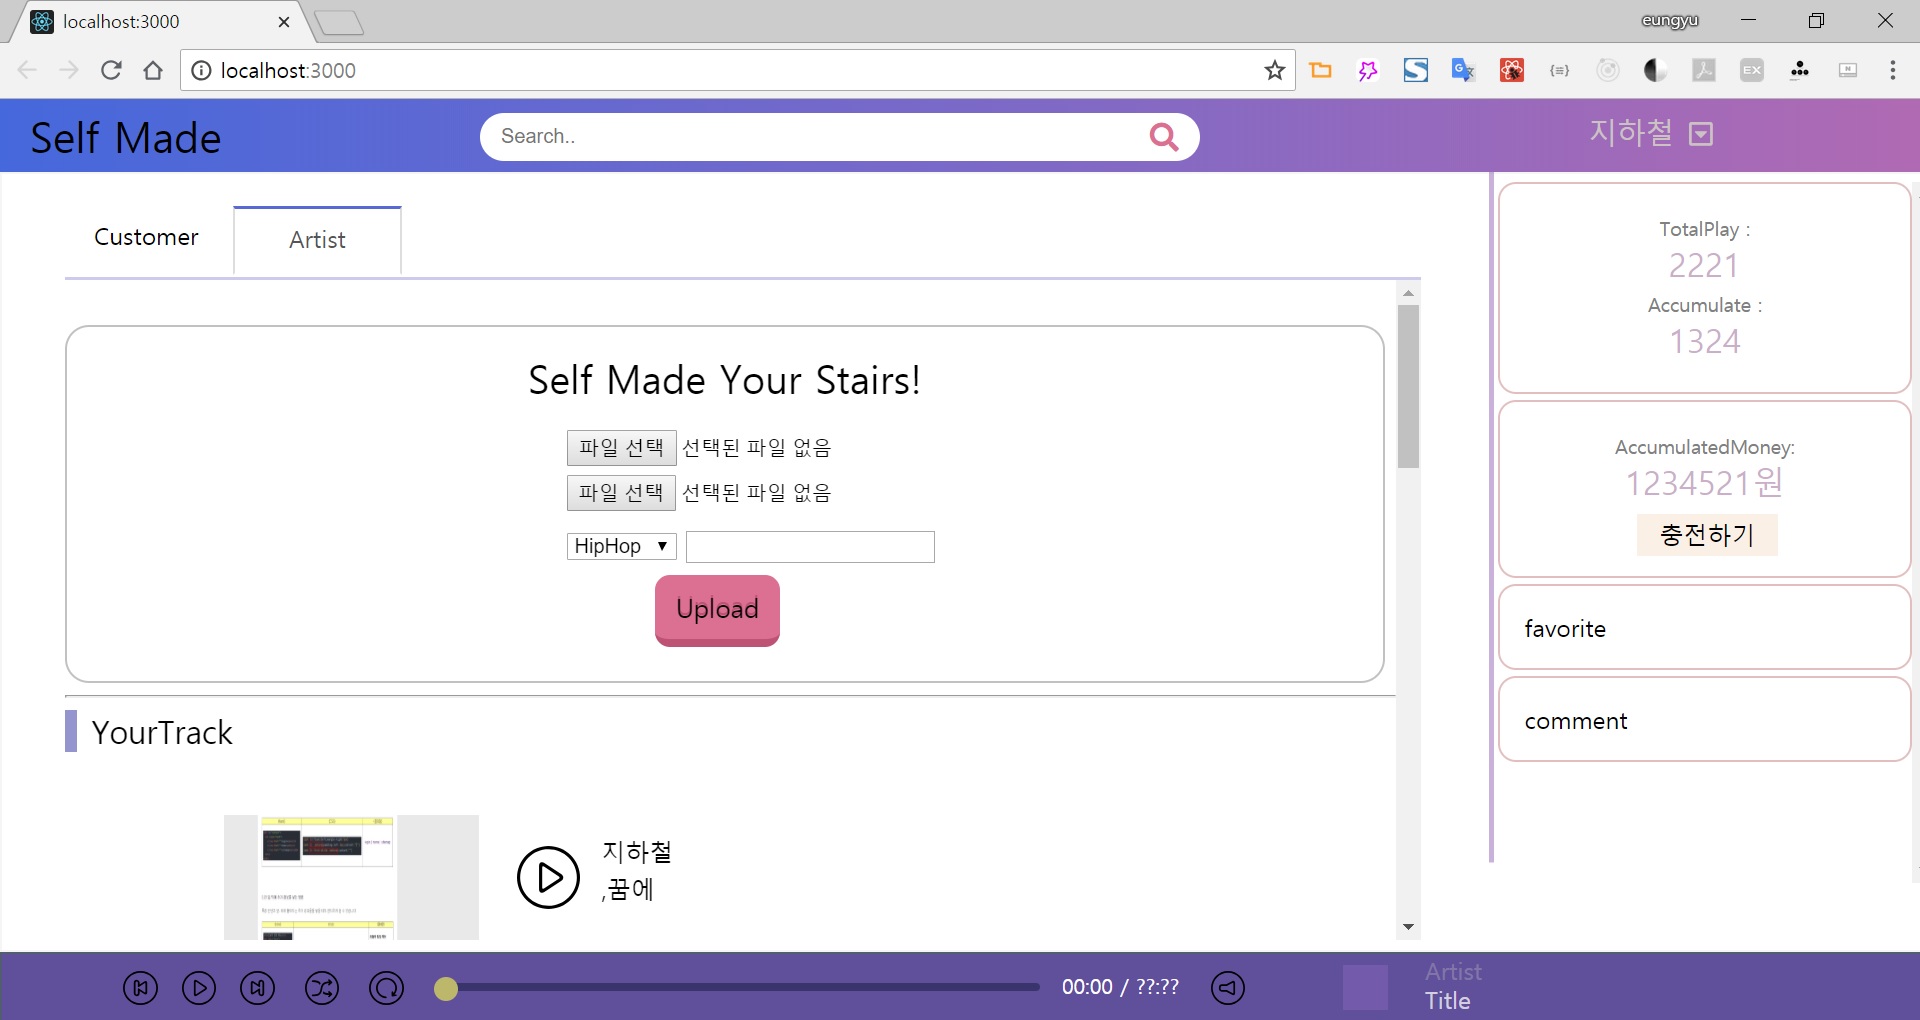 localhost:3000
eungyu
localhost:3000
Self Made
Search..
지하철
Customer
Artist
Self Made Your Stairs!
파일 선택 선택된 파일 없음
파일 선택 선택된 파일 없음
HipHop
Upload
YourTrack
지하철
,꿈에
TotalPlay :
2221
Accumulate :
1324
AccumulatedMoney:
1234521원
충전하기
favorite
comment
00:00 / ??:??
Artist
Title